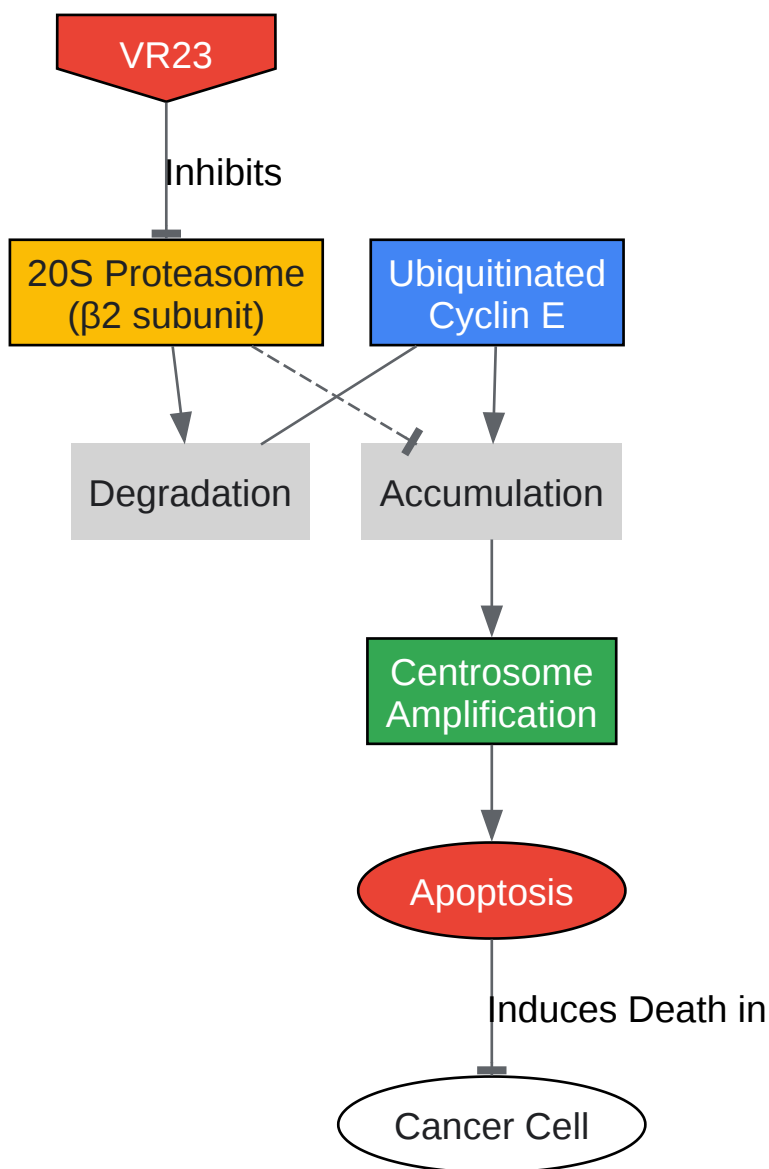 VR23
Inhibits
20S Proteasome
(β2 subunit)
Ubiquitinated
Cyclin E
Degradation
Accumulation
Centrosome
Amplification
Apoptosis
Induces Death in
Cancer Cell